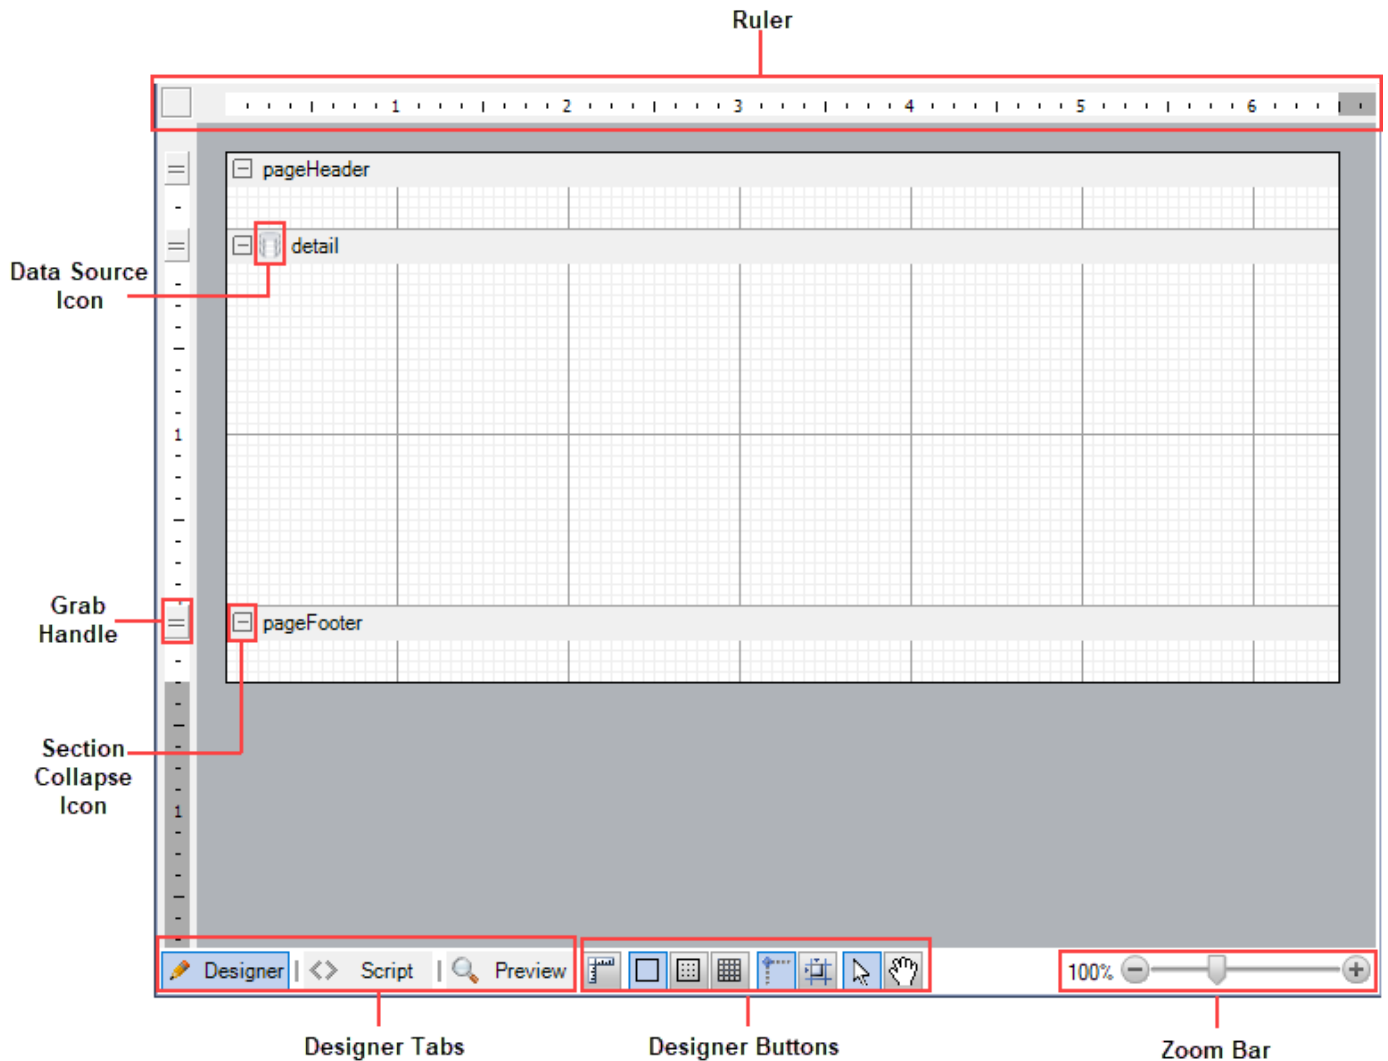 Ruler
1 2 3 4 5 6
pageHeader
detail
Data Source
Icon
1
Grab
Handle
pageFooter
Section
Collapse
Icon
1
Designer Script Preview 100%
Designer Tabs Designer Buttons Zoom Bar